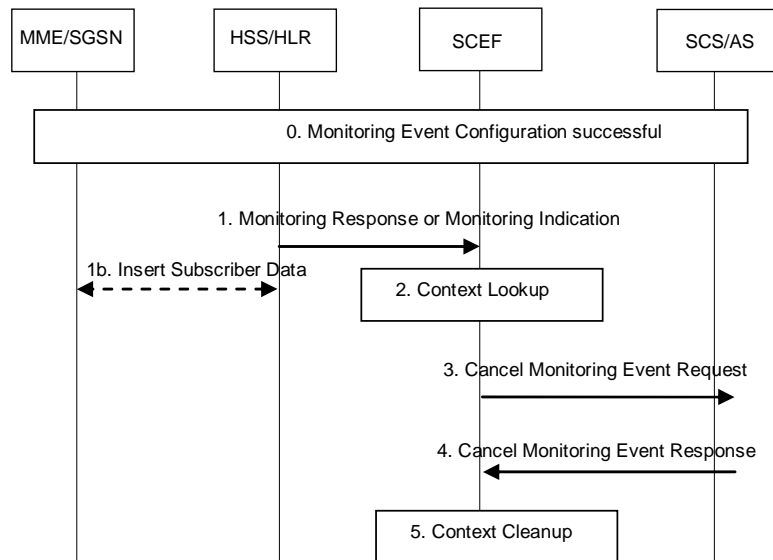 MME/SGSN
HSS/HLR
SCEF
SCS/AS
0. Monitoring Event Configuration successful
1. Monitoring Response or Monitoring Indication
1b. Insert Subscriber Data
2. Context Lookup
3. Cancel Monitoring Event Request
4. Cancel Monitoring Event Response
5. Context Cleanup